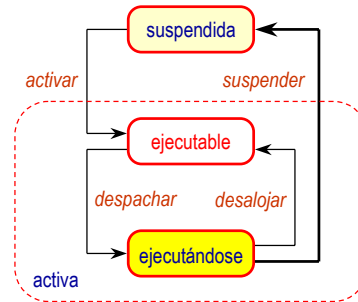 suspendida
activar
suspender
ejecutable
despachar
desalojar
ejecutándose
activa